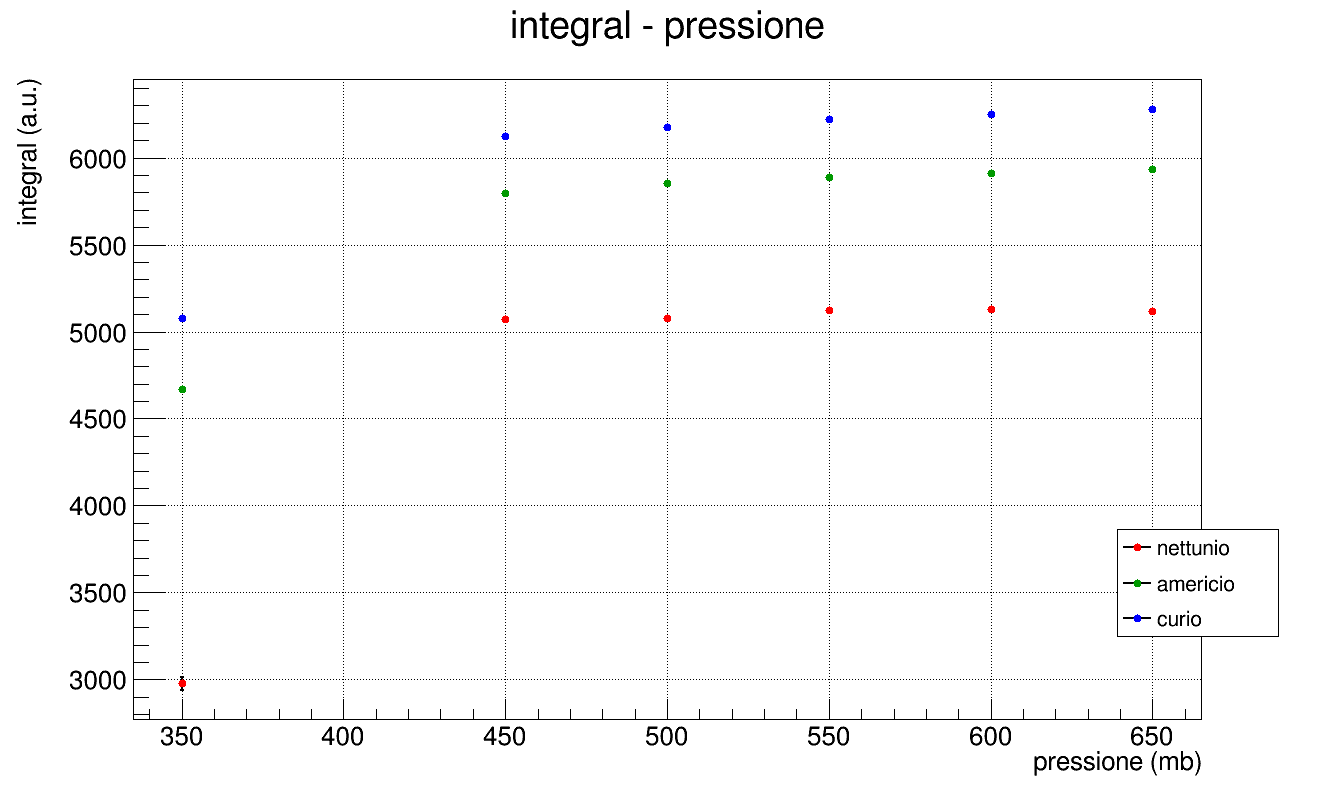 integral - pressione
integral (a.u.)
6000
5500
5000
4500
4000
3500
3000
350 400 450 500 550 600 650
pressione (mb)
nettunio
americio
curio